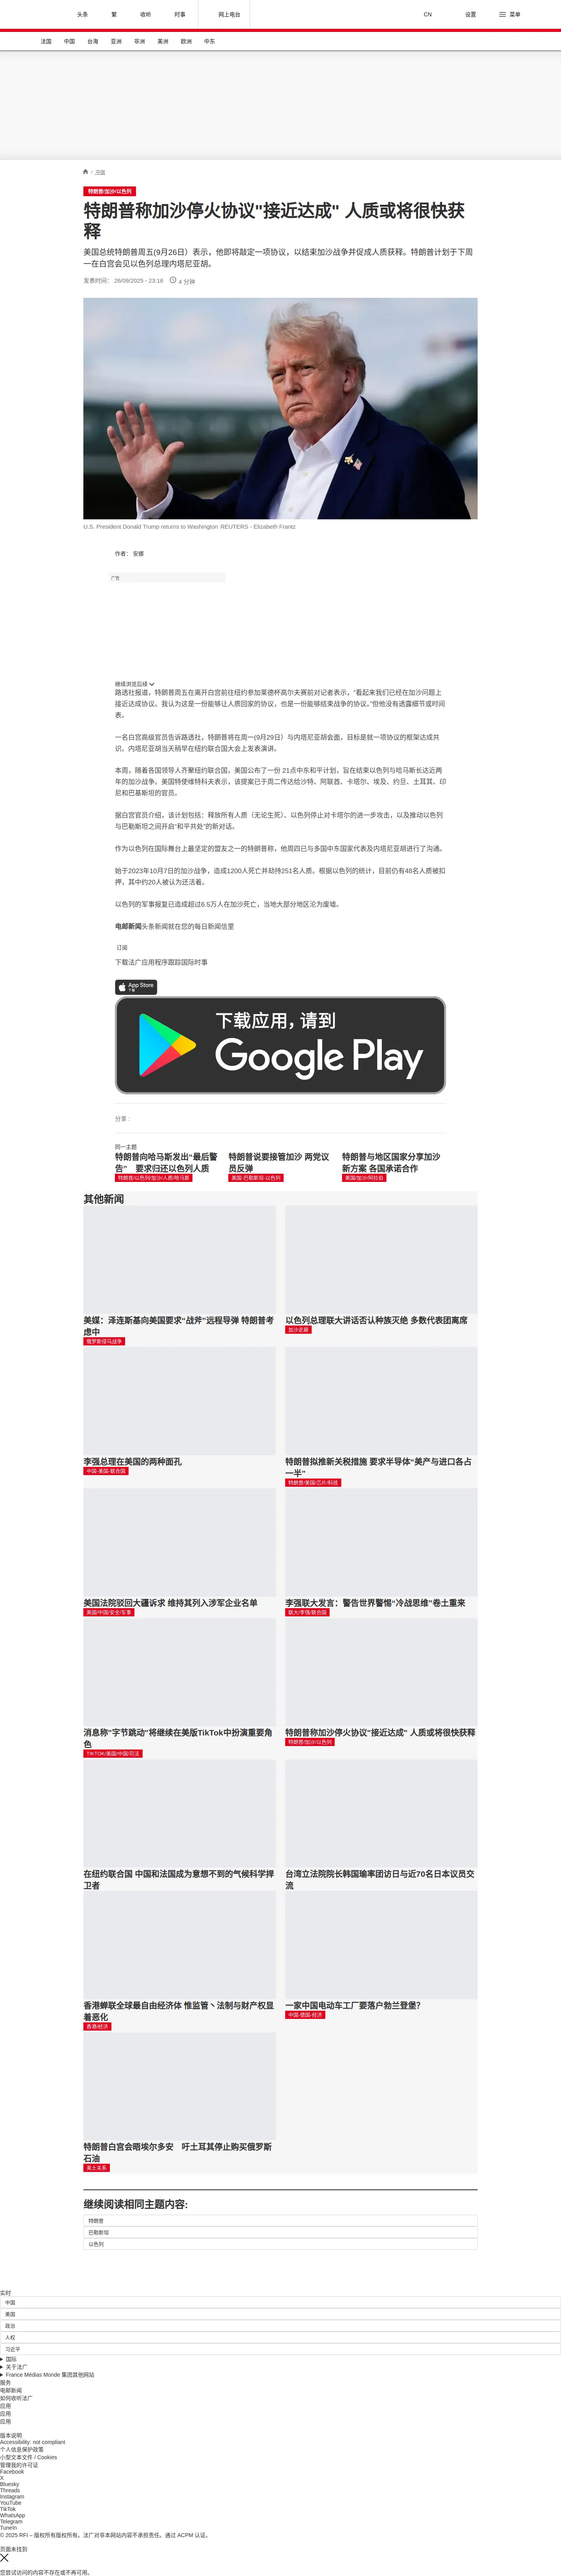 头条
繁
收听
时事
网上电台
CN
设置
菜单
法国
中国
台海
亚洲
非洲
美洲
欧洲
中东
/ 中国
特朗普/加沙/以色列
特朗普称加沙停火协议"接近达成" 人质或将很快获
释
美国总统特朗普周五(9月26日）表示，他即将敲定一项协议，以结束加沙战争并促成人质获释。特朗普计划于下周
一在白宫会见以色列总理内塔尼亚胡。
发表时间： 26/09/2025 - 23:16
4 分钟
U.S. President Donald Trump returns to Washington REUTERS - Elizabeth Frantz
作者： 安娜
广告
继续浏览后续
路透社报道，特朗普周五在离开白宫前往纽约参加莱德杯高尔夫赛前对记者表示，“看起来我们已经在加沙问题上
接近达成协议。我认为这是一份能够让人质回家的协议，也是一份能够结束战争的协议。”但他没有透露细节或时间
表。
一名白宫高级官员告诉路透社，特朗普将在周一(9月29日）与内塔尼亚胡会面，目标是就一项协议的框架达成共
识。内塔尼亚胡当天稍早在纽约联合国大会上发表演讲。
本周，随着各国领导人齐聚纽约联合国，美国公布了一份 21点中东和平计划，旨在结束以色列与哈马斯长达近两
年的加沙战争。美国特使维特科夫表示，该提案已于周二传达给沙特、阿联酋、卡塔尔、埃及、约旦、土耳其、印
尼和巴基斯坦的官员。
据白宫官员介绍，该计划包括：释放所有人质（无论生死）、以色列停止对卡塔尔的进一步攻击，以及推动以色列
与巴勒斯坦之间开启“和平共处”的新对话。
作为以色列在国际舞台上最坚定的盟友之一的特朗普称，他周四已与多国中东国家代表及内塔尼亚胡进行了沟通。
始于2023年10月7日的加沙战争，造成1200人死亡并劫持251名人质。根据以色列的统计，目前仍有48名人质被扣
押，其中约20人被认为还活着。
以色列的军事报复已造成超过6.5万人在加沙死亡，当地大部分地区沦为废墟。
电邮新闻头条新闻就在您的每日新闻信里
订阅
下载法广应用程序跟踪国际时事
App Store
下载
下载应用，请到
Google Play
分享 :
同一主题
特朗普向哈马斯发出“最后警
告”　要求归还以色列人质
特朗普/以色列/加沙/人质/哈马斯
特朗普说要接管加沙 两党议
员反弹
美国-巴勒斯坦-以色列
特朗普与地区国家分享加沙
新方案 各国承诺合作
美国/加沙/阿拉伯
其他新闻
美媒：泽连斯基向美国要求“战斧”远程导弹 特朗普考
虑中
俄罗斯侵乌战争
以色列总理联大讲话否认种族灭绝 多数代表团离席
加沙走廊
李强总理在美国的两种面孔
中国-美国-联合国
特朗普拟推新关税措施 要求半导体“美产与进口各占
一半”
特朗普/美国/芯片/科技
美国法院驳回大疆诉求 维持其列入涉军企业名单
美国/中国/安全/军事
李强联大发言：警告世界警惕“冷战思维”卷土重来
联大/李强/联合国
消息称"字节跳动"将继续在美版TikTok中扮演重要角
色
TIKTOK/美国/中国/司法
特朗普称加沙停火协议"接近达成" 人质或将很快获释
特朗普/加沙/以色列
在纽约联合国 中国和法国成为意想不到的气候科学捍
卫者
台湾立法院院长韩国瑜率团访日与近70名日本议员交
流
香港蝉联全球最自由经济体 惟监管丶法制与财产权显
着恶化
香港/经济
一家中国电动车工厂要落户勃兰登堡？
中国-德国-经济
特朗普白宫会晤埃尔多安　吁土耳其停止购买俄罗斯
石油
美土关系
继续阅读相同主题内容:
特朗普
巴勒斯坦
以色列
实时
中国
美国
政治
人权
习近平
国际
关于法广
France Médias Monde 集团其他网站
服务
电邮新闻
如何收听法广
应用
应用
应用
版本说明
Accessibility: not compliant
个人信息保护政策
小型文本文件 / Cookies
管理我的许可证
Facebook
X
Bluesky
Threads
Instagram
YouTube
TikTok
WhatsApp
Telegram
TuneIn
© 2025 RFI – 版权所有版权所有。法广对非本网站内容不承担责任。通过 ACPM 认证。
页面未找到
您尝试访问的内容不存在或不再可用。